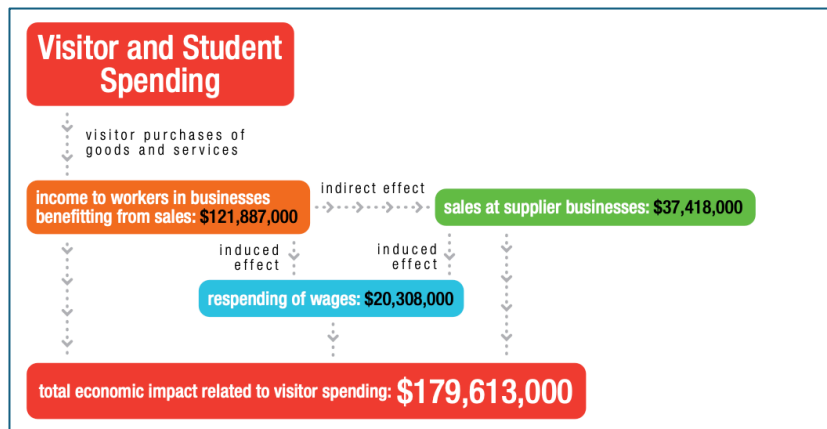 Visitor and Student
Spending
visitor purchases of
goods and services
income to workers in businesses
benefitting from sales: $121,887,000
indirect effect
sales at supplier businesses: $37,418,000
induced
effect
induced
effect
respending of wages: $20,308,000
total economic impact related to visitor spending: $179,613,000